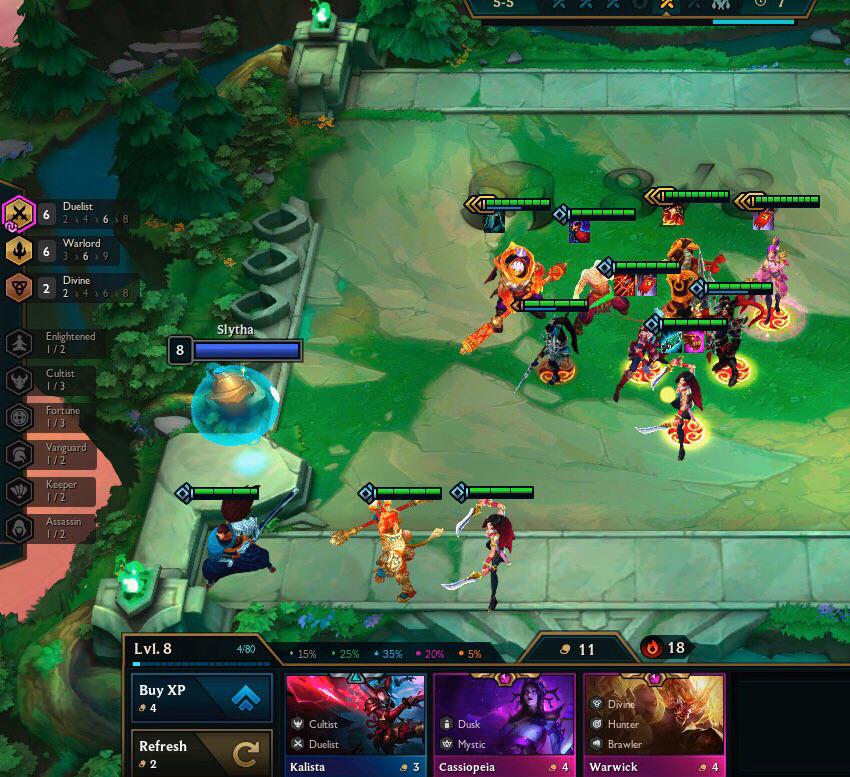 5-5
7
6 Duelist
2 4 6 8
6 Warlord
3 6 9
2 Divine
2 4 6 8
Enlightened
1 / 2
Cultist
1 / 3
Fortune
1 / 3
Vanguard
1 / 2
Keeper
1 / 2
Assassin
1 / 2
8/8
Slytha
8
Lvl. 8
4/80
15% 25% 35% 20% 5%
11
18
Buy XP
4
Refresh
2
Cultist
Duelist
Kalista 3
Dusk
Mystic
Cassiopeia 4
Divine
Hunter
Brawler
Warwick 4